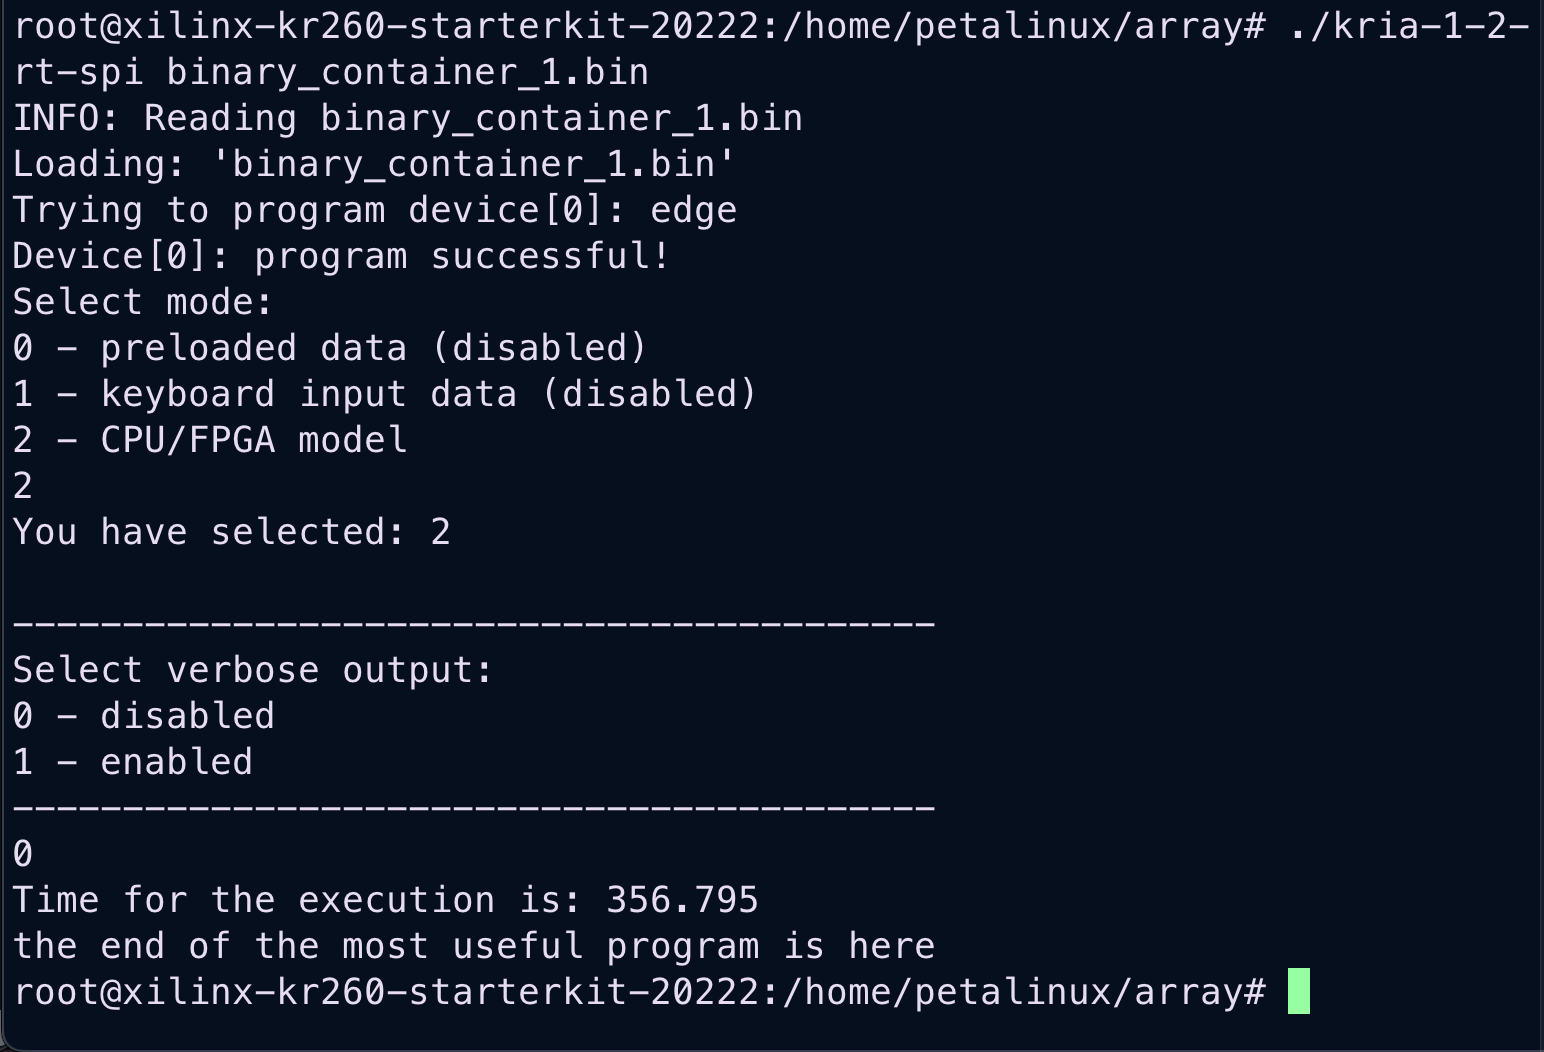 root@xilinx-kr260-starterkit-20222:/home/petalinux/array# ./kria-1-2-
rt-spi binary_container_1.bin
INFO: Reading binary_container_1.bin
Loading: 'binary_container_1.bin'
Trying to program device[0]: edge
Device[0]: program successful!
Select mode:
0 - preloaded data (disabled)
1 - keyboard input data (disabled)
2 - CPU/FPGA model
2
You have selected: 2
------------------------------------------
Select verbose output:
0 - disabled
1 - enabled
------------------------------------------
0
Time for the execution is: 356.795
the end of the most useful program is here
root@xilinx-kr260-starterkit-20222:/home/petalinux/array#